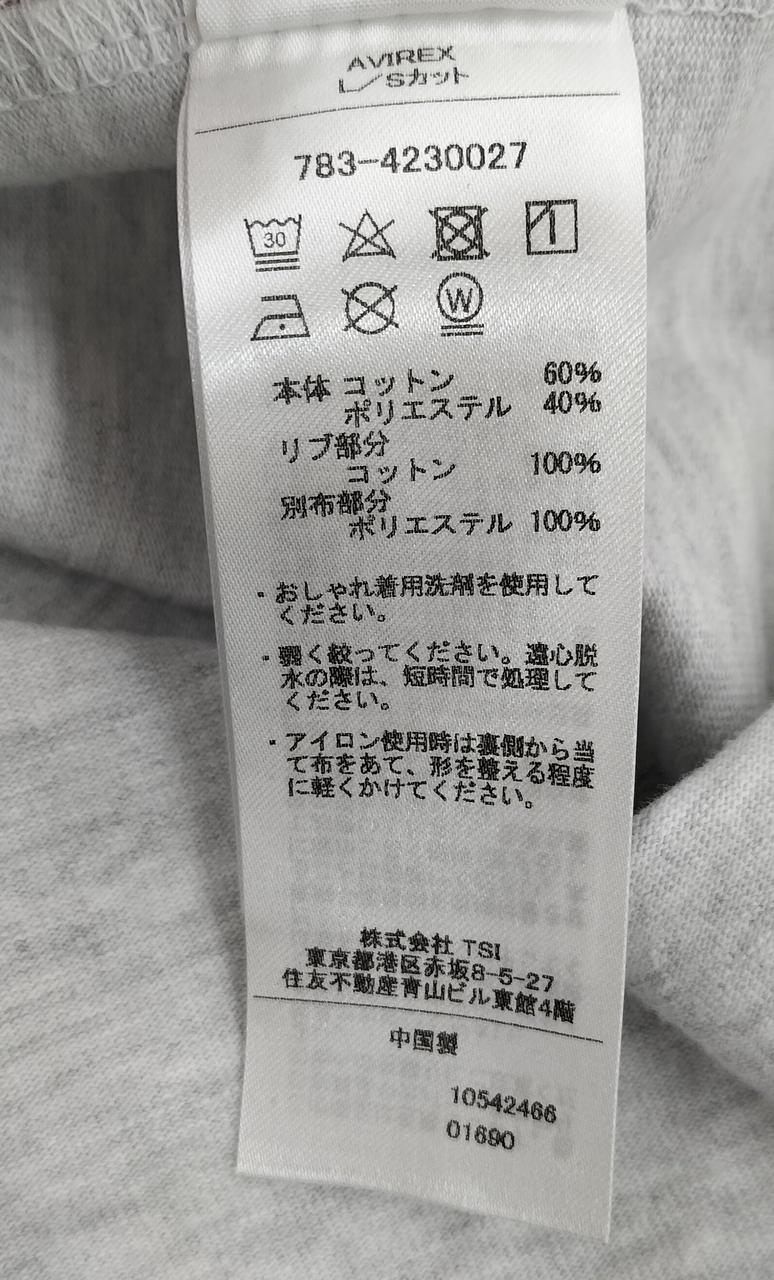 AVIREX
L/Sカット
783-4230027
30
W
本体 コットン 60%
ポリエステル 40%
リブ部分
コットン 100%
別布部分
ポリエステル 100%
・おしゃれ着用洗剤を使用して
ください。
・弱く絞ってください。遠心脱
水の際は、短時間で処理して
ください。
・アイロン使用時は裏側から当
て布をあて、形を整える程度
に軽くかけてください。
株式会社 TSI
東京都港区赤坂8-5-27
住友不動産青山ビル東館4階
中国製
10542466
01690